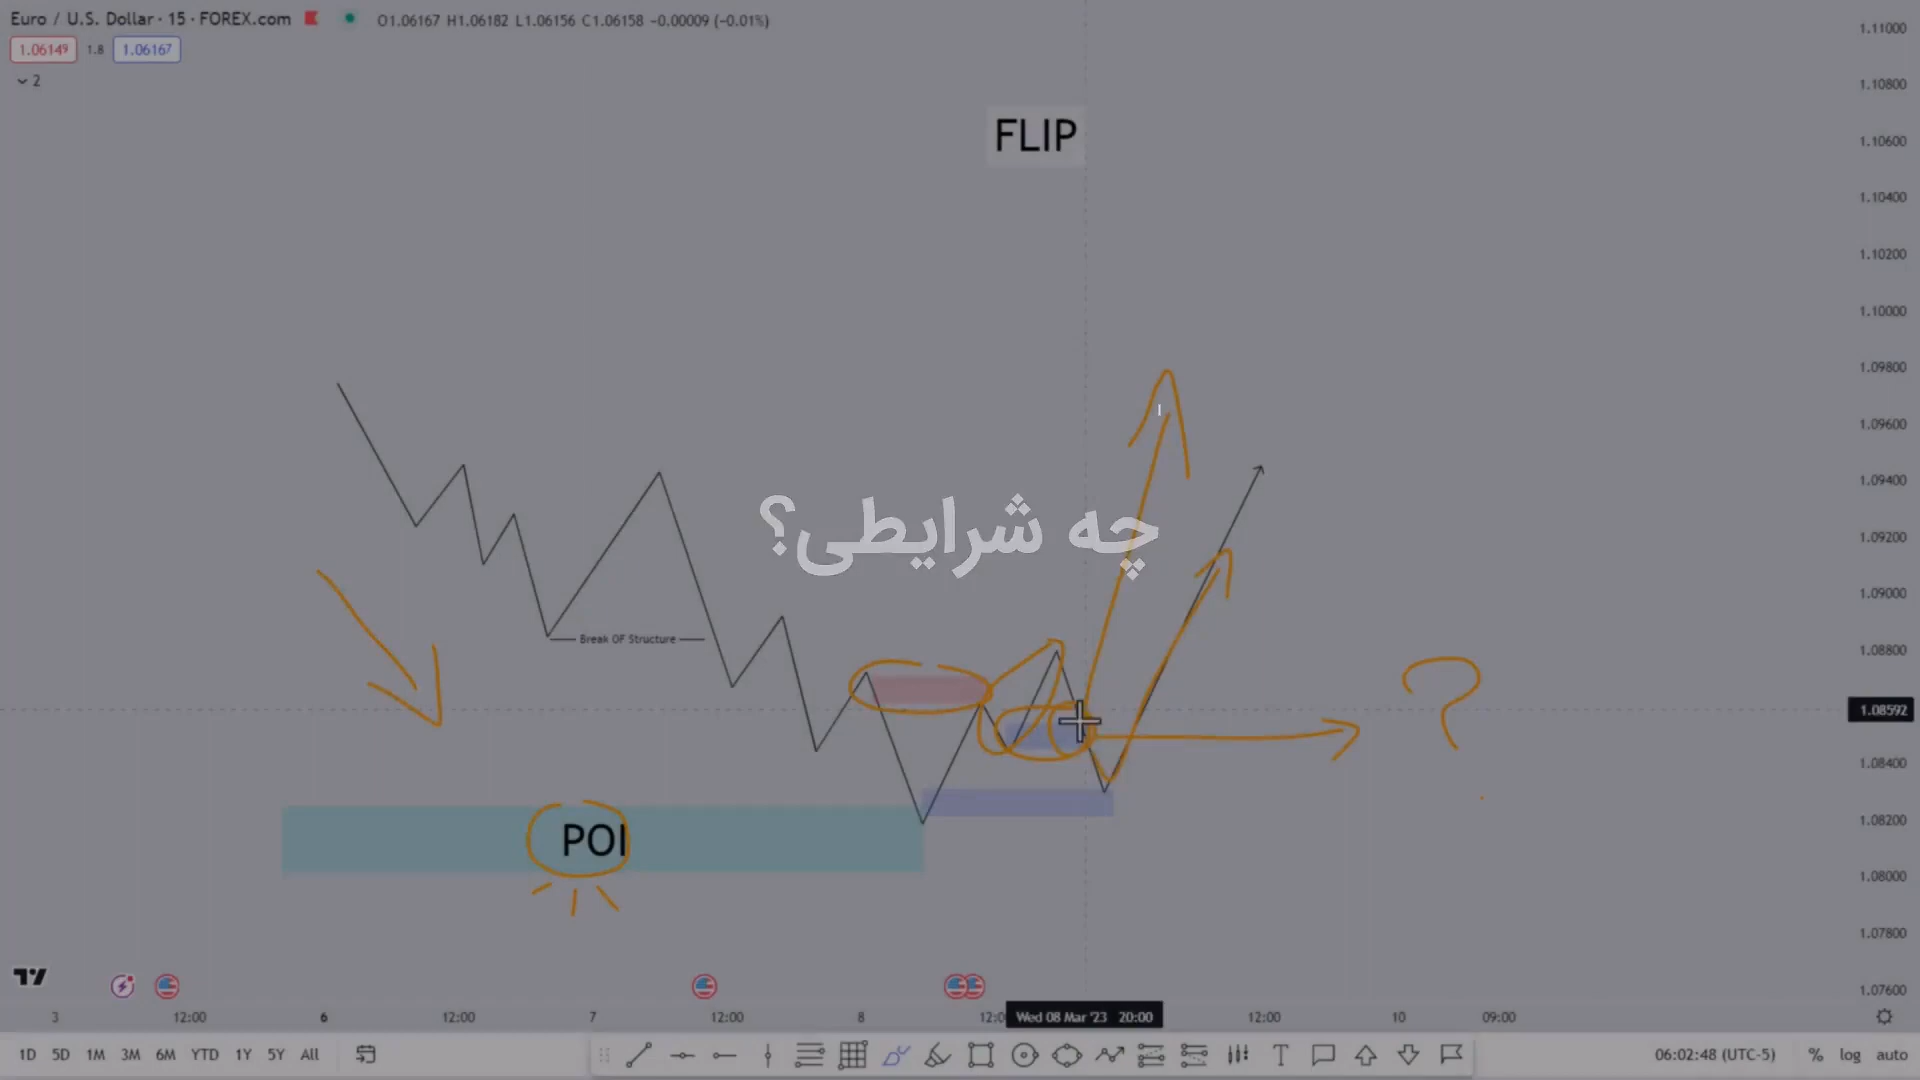 Euro / U.S. Dollar · 15 · FOREX.com O1.06167 H1.06182 L1.06156 C1.06158 −0.00009 (−0.01%)
1.06149 1.8 1.06167
2
FLIP
چه شرایطی؟
Break OF Structure
POI
?
1.11000
1.10800
1.10600
1.10400
1.10200
1.10000
1.09800
1.09600
1.09400
1.09200
1.09000
1.08800
1.08592
1.08400
1.08200
1.08000
1.07800
1.07600
3 12:00 6 12:00 7 12:00 8 12:0 Wed 08 Mar '23 20:00 12:00 10 09:00
1D 5D 1M 3M 6M YTD 1Y 5Y All 06:02:48 (UTC-5) % log auto